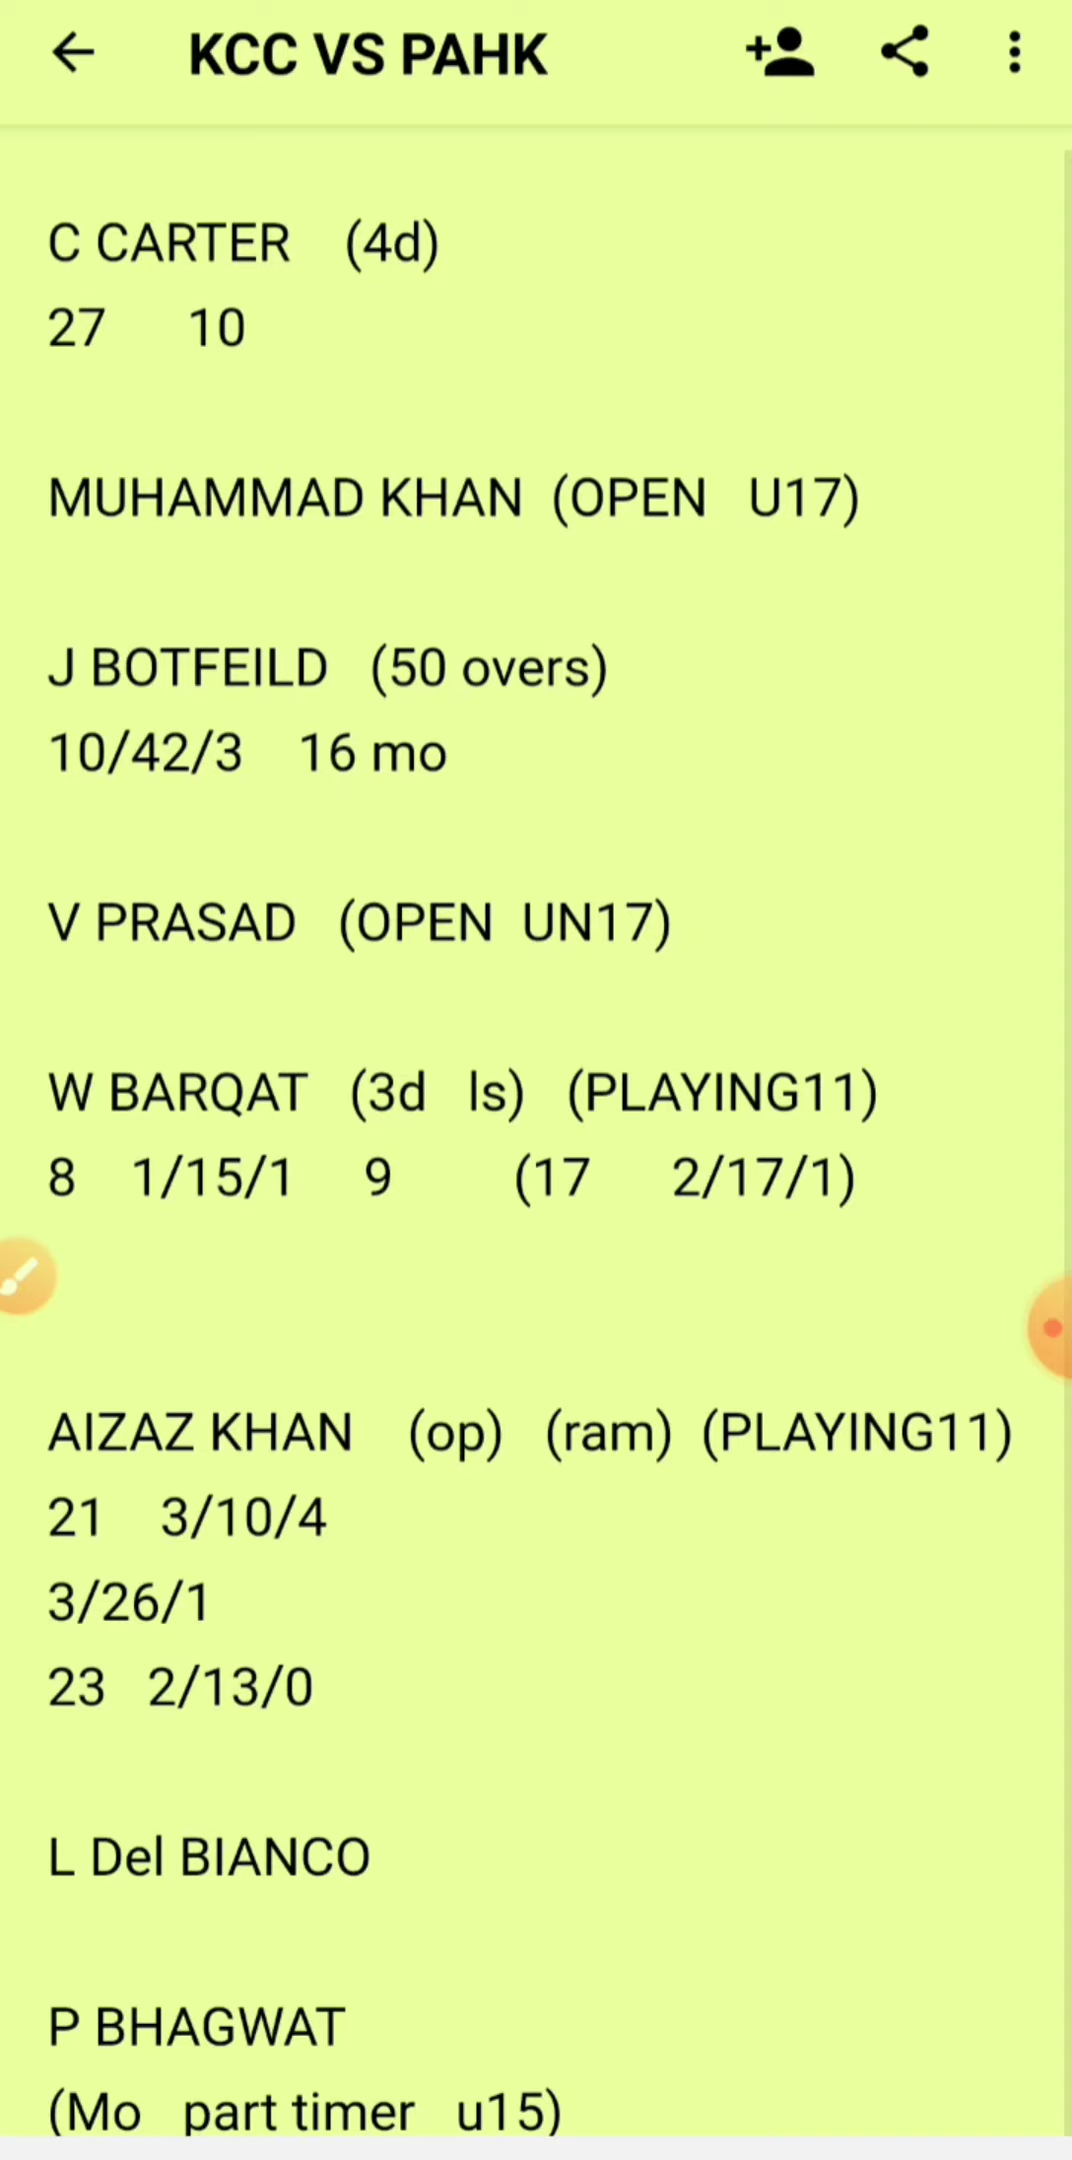 KCC VS PAHK
C CARTER (4d)
27 10
MUHAMMAD KHAN (OPEN U17)
J BOTFEILD (50 overs)
10/42/3 16 mo
V PRASAD (OPEN UN17)
W BARQAT (3d ls) (PLAYING11)
8 1/15/1 9 (17 2/17/1)
AIZAZ KHAN (op) (ram) (PLAYING11)
21 3/10/4
3/26/1
23 2/13/0
L Del BIANCO
P BHAGWAT
(Mo part timer u15)